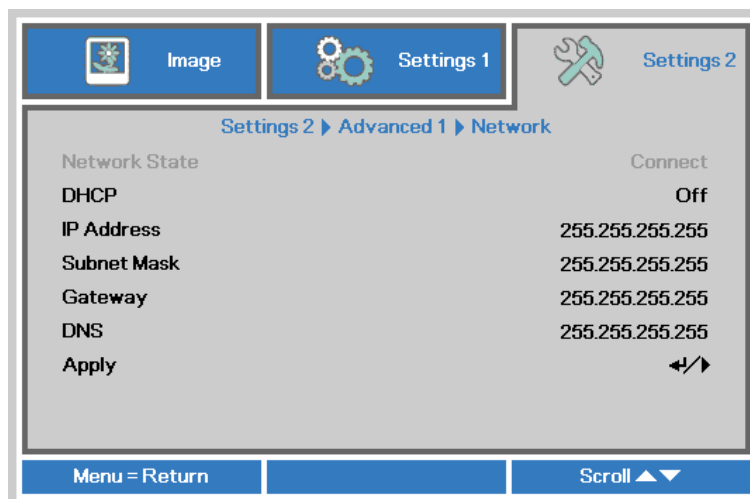 Image
Settings 1
Settings 2
Settings 2 ▶ Advanced 1 ▶ Network
Network State Connect
DHCP Off
IP Address 255.255.255.255
Subnet Mask 255.255.255.255
Gateway 255.255.255.255
DNS 255.255.255.255
Apply ↵/▶
Menu = Return Scroll ▲▼